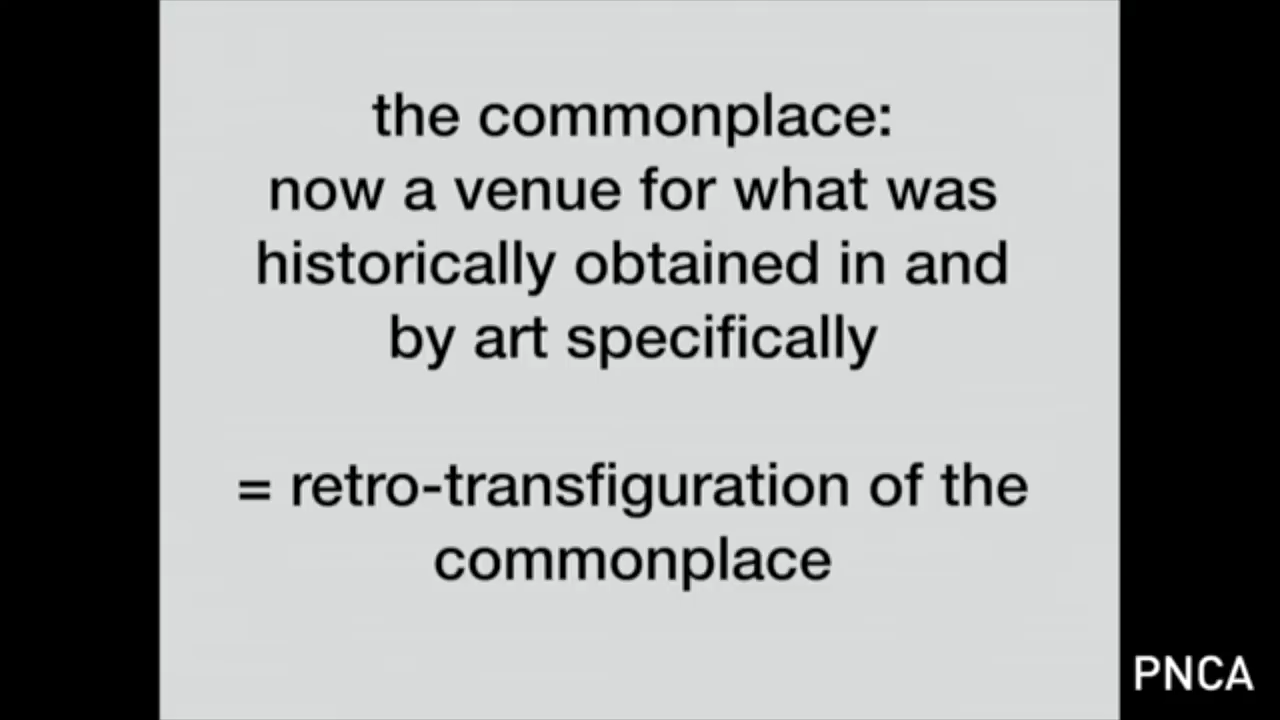 the commonplace:
now a venue for what was
historically obtained in and
by art specifically
= retro-transfiguration of the
commonplace
PNCA